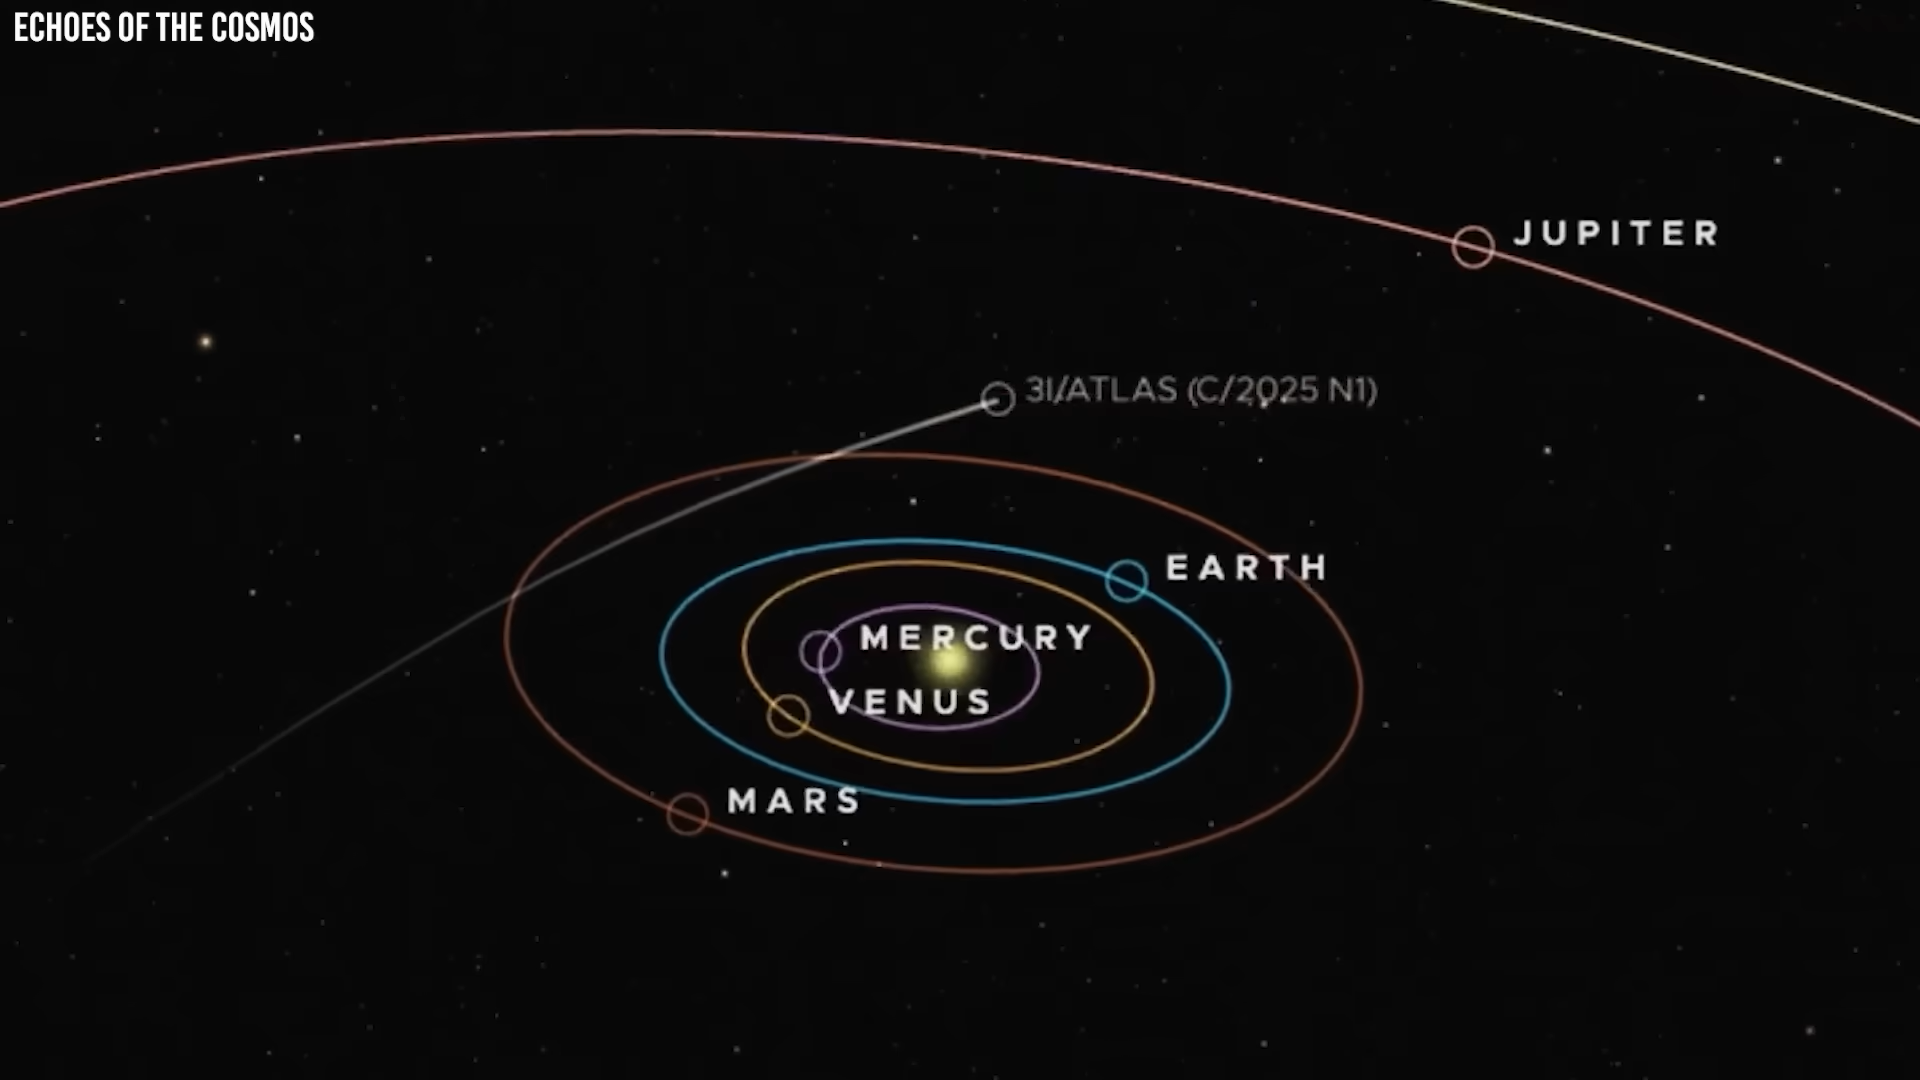 ECHOES OF THE COSMOS
JUPITER
3I/ATLAS (C/2025 N1)
EARTH
MERCURY
VENUS
MARS